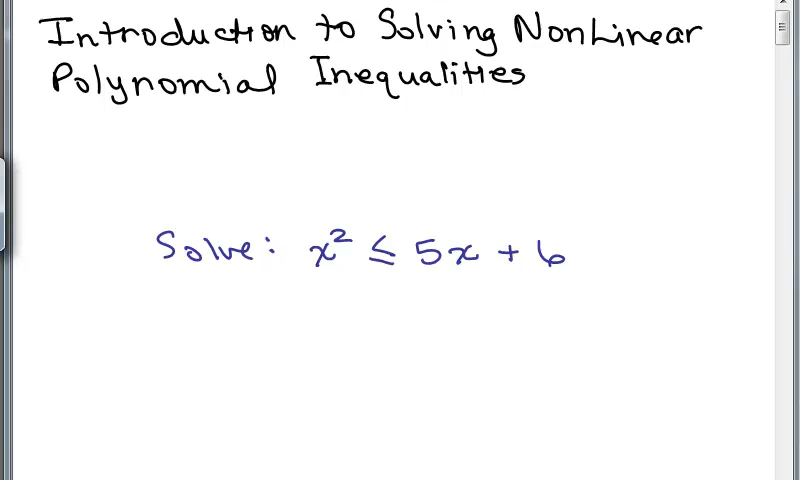 Introduction to Solving NonLinear
Polynomial Inequalities
Solve: x² ≤ 5x + 6